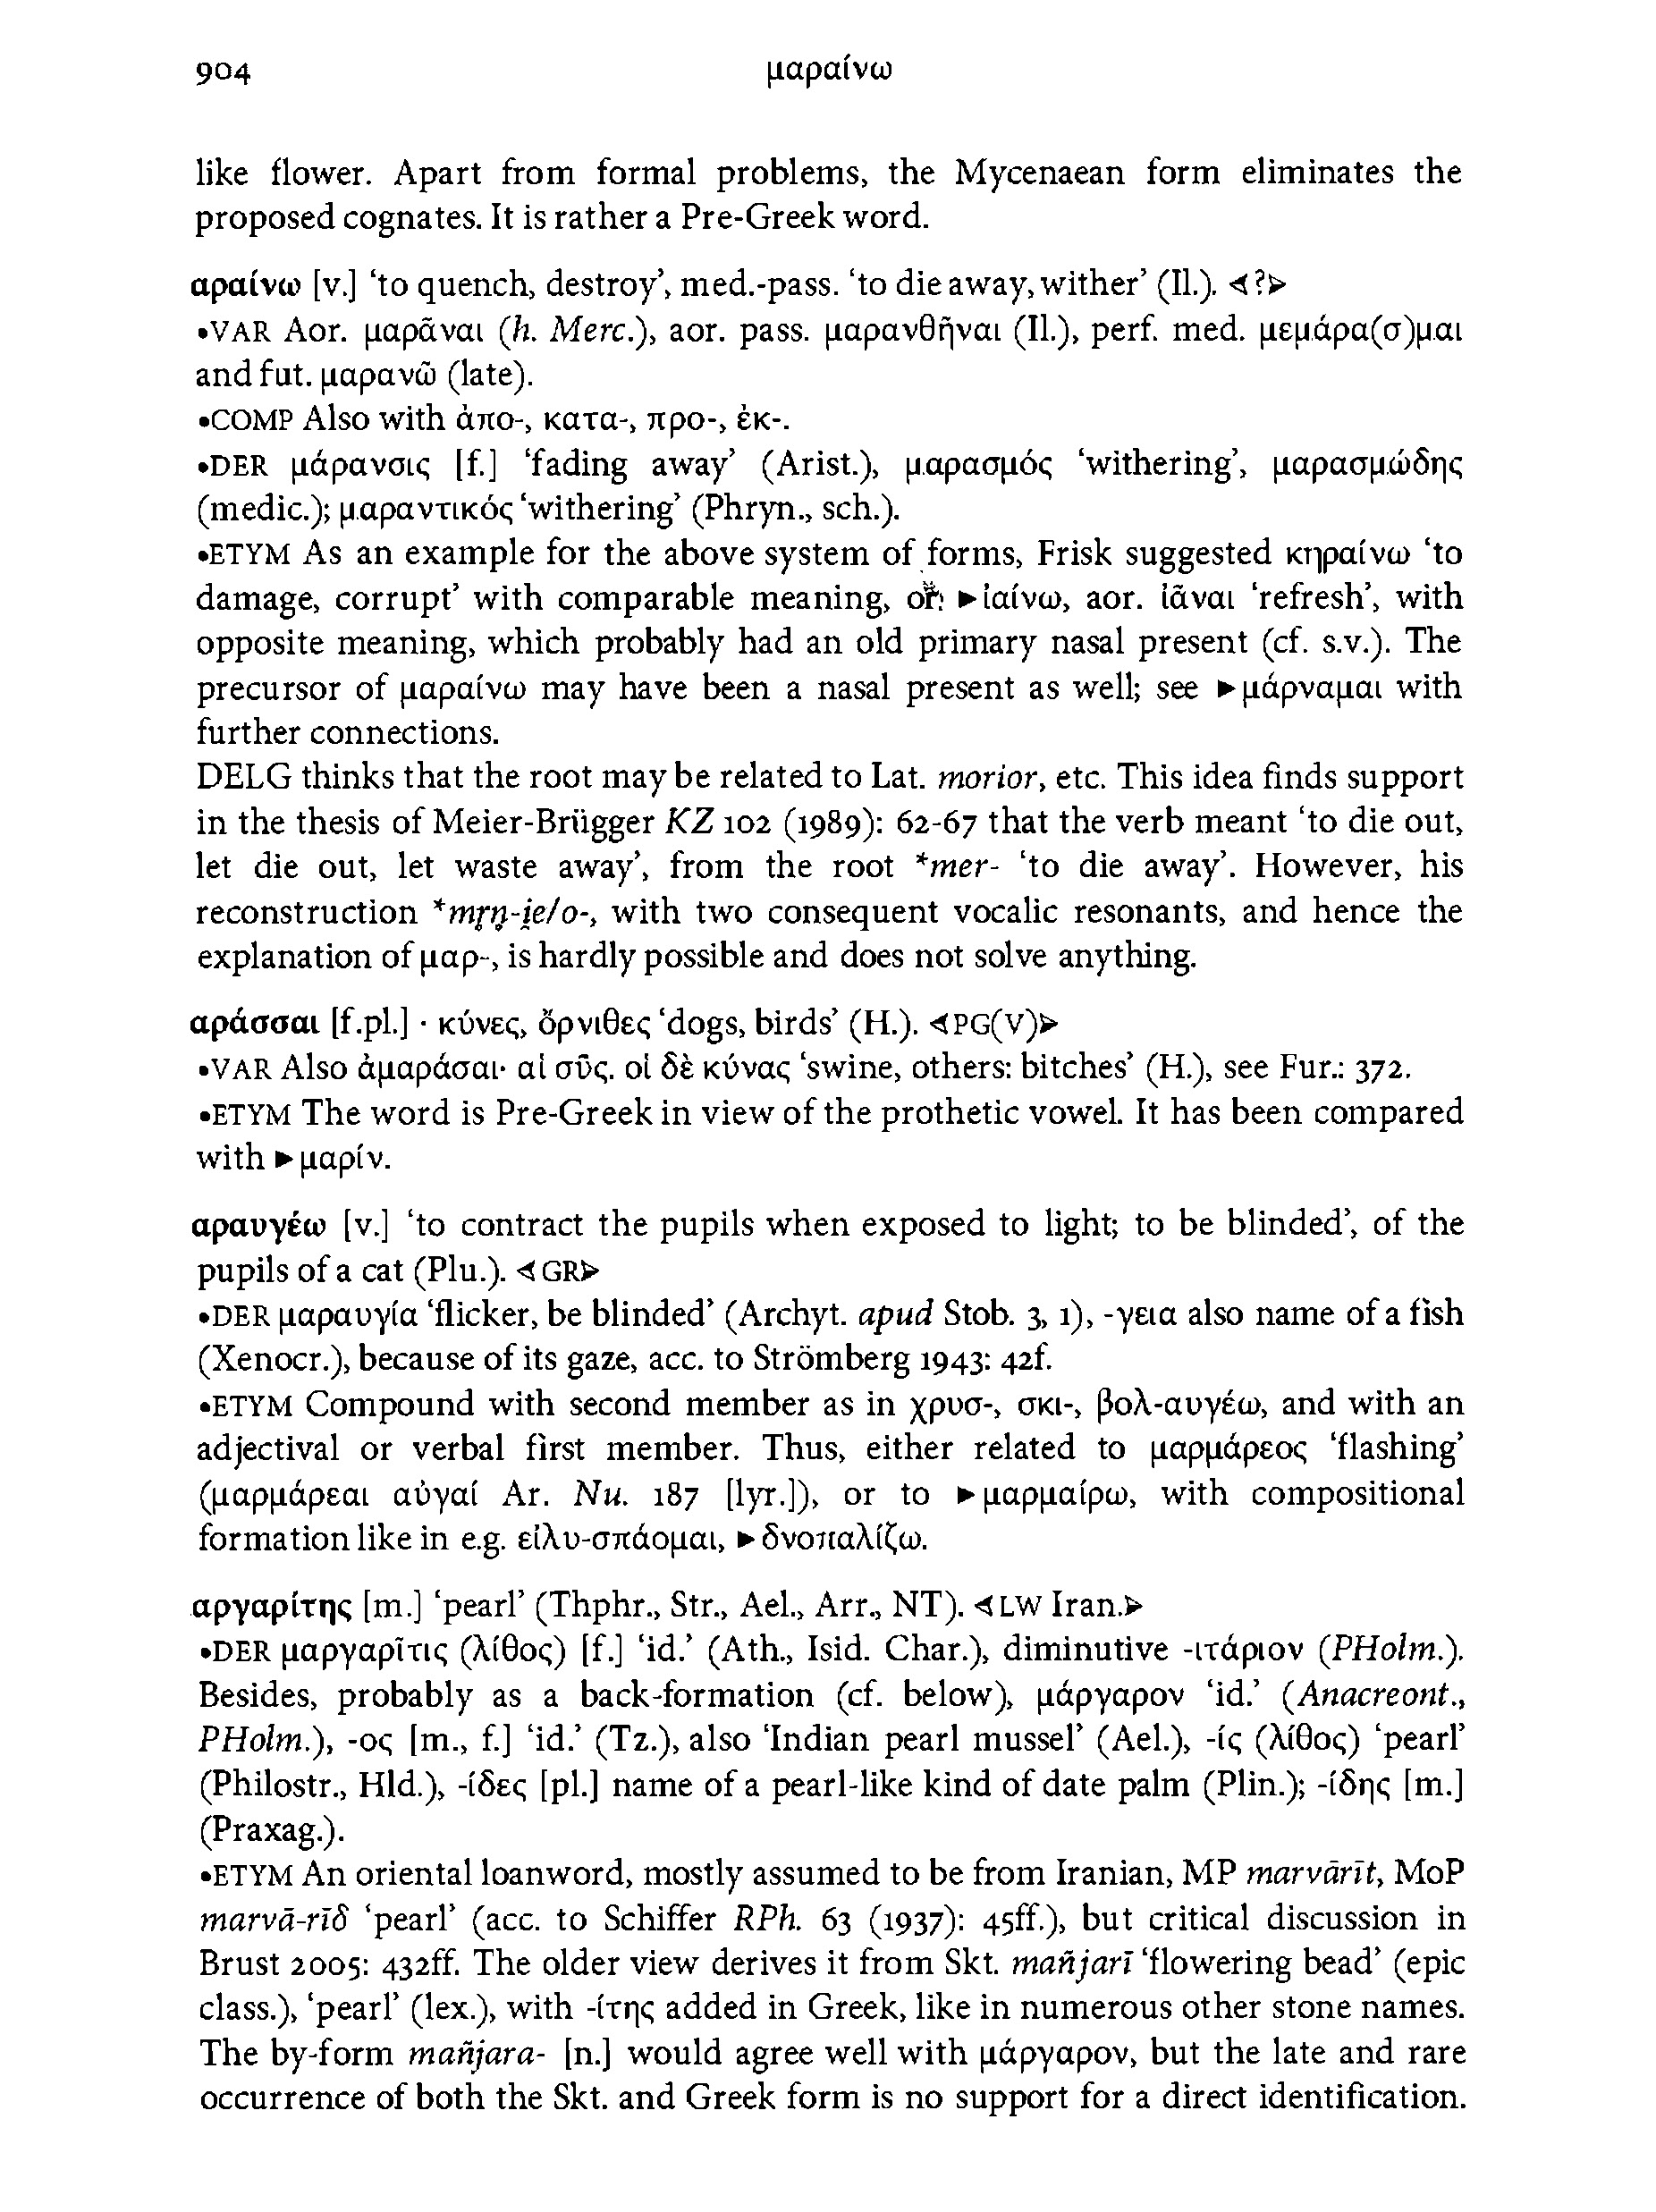 904 μαραίνω
like flower. Apart from formal problems, the Mycenaean form eliminates the
proposed cognates. It is rather a Pre-Greek word.
αραίνω [v.] ‘to quench, destroy’, med.-pass. ‘to die away, wither’ (Il.). ⊲?⊳
•VAR Aor. μαρᾶναι (h. Merc.), aor. pass. μαρανθῆναι (Il.), perf. med. μεμάρα(σ)μαι
and fut. μαρανῶ (late).
•COMP Also with ἀπο-, κατα-, προ-, ἐκ-.
•DER μάρανσις [f.] ‘fading away’ (Arist.), μαρασμός ‘withering’, μαρασμώδης
(medic.); μαραντικός ‘withering’ (Phryn., sch.).
•ETYM As an example for the above system of forms, Frisk suggested κηραίνω ‘to
damage, corrupt’ with comparable meaning, ►ἰαίνω, aor. ἰᾶναι ‘refresh’, with
opposite meaning, which probably had an old primary nasal present (cf. s.v.). The
precursor of μαραίνω may have been a nasal present as well; see ►μάρναμαι with
further connections.
DELG thinks that the root may be related to Lat. morior, etc. This idea finds support
in the thesis of Meier-Brügger KZ 102 (1989): 62-67 that the verb meant ‘to die out,
let die out, let waste away’, from the root *mer- ‘to die away’. However, his
reconstruction *mr̥n̥-i̯e/o-, with two consequent vocalic resonants, and hence the
explanation of μαρ-, is hardly possible and does not solve anything.
αράσσαι [f.pl.] · κύνες, ὄρνιθες ‘dogs, birds’ (H.). ⊲PG(V)⊳
•VAR Also ἀμαράσαι· αἱ σῦς. οἱ δὲ κύνας ‘swine, others: bitches’ (H.), see Fur.: 372.
•ETYM The word is Pre-Greek in view of the prothetic vowel. It has been compared
with ►μαρίν.
αραυγέω [v.] ‘to contract the pupils when exposed to light; to be blinded’, of the
pupils of a cat (Plu.). ⊲GR⊳
•DER μαραυγία ‘flicker, be blinded’ (Archyt. apud Stob. 3, 1), -γεια also name of a fish
(Xenocr.), because of its gaze, acc. to Strömberg 1943: 42f.
•ETYM Compound with second member as in χρυσ-, σκι-, βολ-αυγέω, and with an
adjectival or verbal first member. Thus, either related to μαρμάρεος ‘flashing’
(μαρμάρεαι αὐγαί Ar. Nu. 187 [lyr.]), or to ►μαρμαίρω, with compositional
formation like in e.g. εἰλυ-σπάομαι, ►δνοπαλίζω.
αργαρίτης [m.] ‘pearl’ (Thphr., Str., Ael., Arr., NT). ⊲LW Iran.⊳
•DER μαργαρῖτις (λίθος) [f.] ‘id.’ (Ath., Isid. Char.), diminutive -ιτάριον (PHolm.).
Besides, probably as a back-formation (cf. below), μάργαρον ‘id.’ (Anacreont.,
PHolm.), -ος [m., f.] ‘id.’ (Tz.), also ‘Indian pearl mussel’ (Ael.), -ίς (λίθος) ‘pearl’
(Philostr., Hld.), -ίδες [pl.] name of a pearl-like kind of date palm (Plin.); -ίδης [m.]
(Praxag.).
•ETYM An oriental loanword, mostly assumed to be from Iranian, MP marvārīt, MoP
marvā-rīδ ‘pearl’ (acc. to Schiffer RPh. 63 (1937): 45ff.), but critical discussion in
Brust 2005: 432ff. The older view derives it from Skt. mañjarī ‘flowering bead’ (epic
class.), ‘pearl’ (lex.), with -ίτης added in Greek, like in numerous other stone names.
The by-form mañjara- [n.] would agree well with μάργαρον, but the late and rare
occurrence of both the Skt. and Greek form is no support for a direct identification.